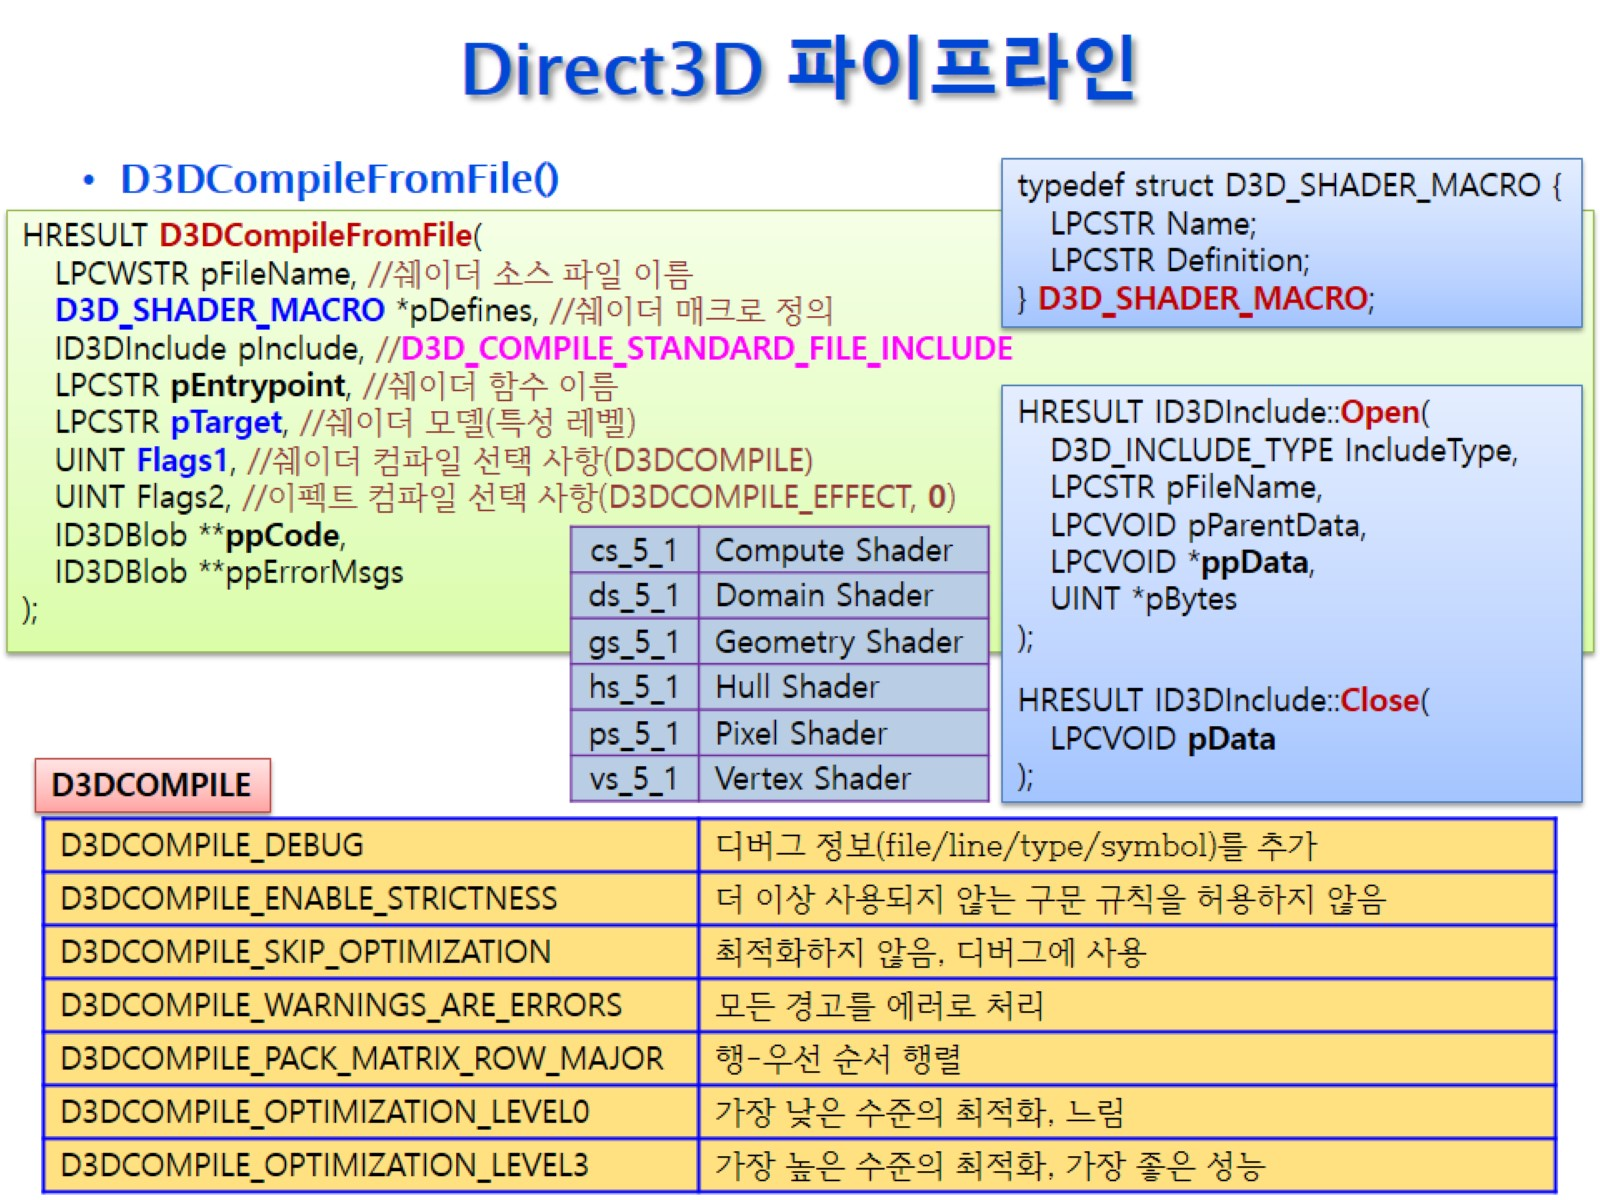 Direct3D 파이프라인
• D3DCompileFromFile()
HRESULT D3DCompileFromFile(
LPCWSTR pFileName, //쉐이더 소스 파일 이름
D3D_SHADER_MACRO *pDefines, //쉐이더 매크로 정의
ID3DInclude pInclude, //D3D_COMPILE_STANDARD_FILE_INCLUDE
LPCSTR pEntrypoint, //쉐이더 함수 이름
LPCSTR pTarget, //쉐이더 모델(특성 레벨)
UINT Flags1, //쉐이더 컴파일 선택 사항(D3DCOMPILE)
UINT Flags2, //이펙트 컴파일 선택 사항(D3DCOMPILE_EFFECT, 0)
ID3DBlob **ppCode,
ID3DBlob **ppErrorMsgs
);
typedef struct D3D_SHADER_MACRO {
LPCSTR Name;
LPCSTR Definition;
} D3D_SHADER_MACRO;
HRESULT ID3DInclude::Open(
D3D_INCLUDE_TYPE IncludeType,
LPCSTR pFileName,
LPCVOID pParentData,
LPCVOID *ppData,
UINT *pBytes
);
HRESULT ID3DInclude::Close(
LPCVOID pData
);
cs_5_1 Compute Shader
ds_5_1 Domain Shader
gs_5_1 Geometry Shader
hs_5_1 Hull Shader
ps_5_1 Pixel Shader
vs_5_1 Vertex Shader
D3DCOMPILE
D3DCOMPILE_DEBUG 디버그 정보(file/line/type/symbol)를 추가
D3DCOMPILE_ENABLE_STRICTNESS 더 이상 사용되지 않는 구문 규칙을 허용하지 않음
D3DCOMPILE_SKIP_OPTIMIZATION 최적화하지 않음, 디버그에 사용
D3DCOMPILE_WARNINGS_ARE_ERRORS 모든 경고를 에러로 처리
D3DCOMPILE_PACK_MATRIX_ROW_MAJOR 행-우선 순서 행렬
D3DCOMPILE_OPTIMIZATION_LEVEL0 가장 낮은 수준의 최적화, 느림
D3DCOMPILE_OPTIMIZATION_LEVEL3 가장 높은 수준의 최적화, 가장 좋은 성능